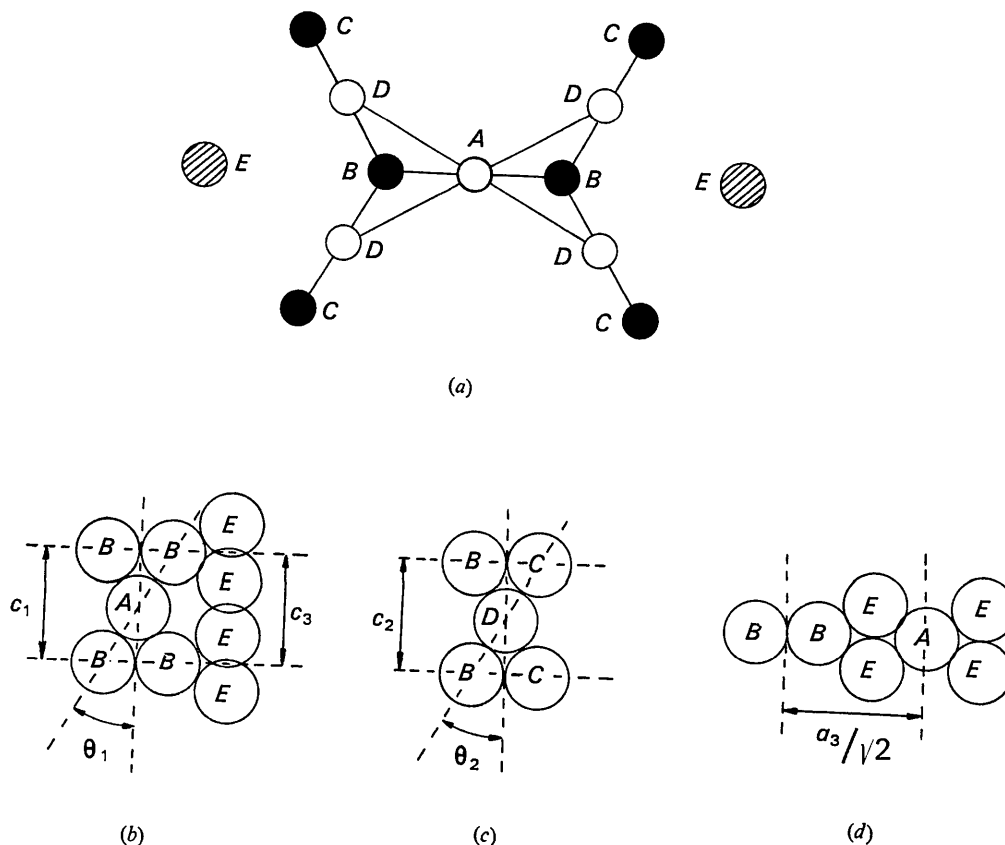 C C
D D
A
E B B E
D D
C C
(a)
E
B B
E
c₁ A c₃
E
B B
E
θ₁
(b)
B C
c₂ D
B C
θ₂
(c)
E E
B B A
E E
a₃/√2
(d)